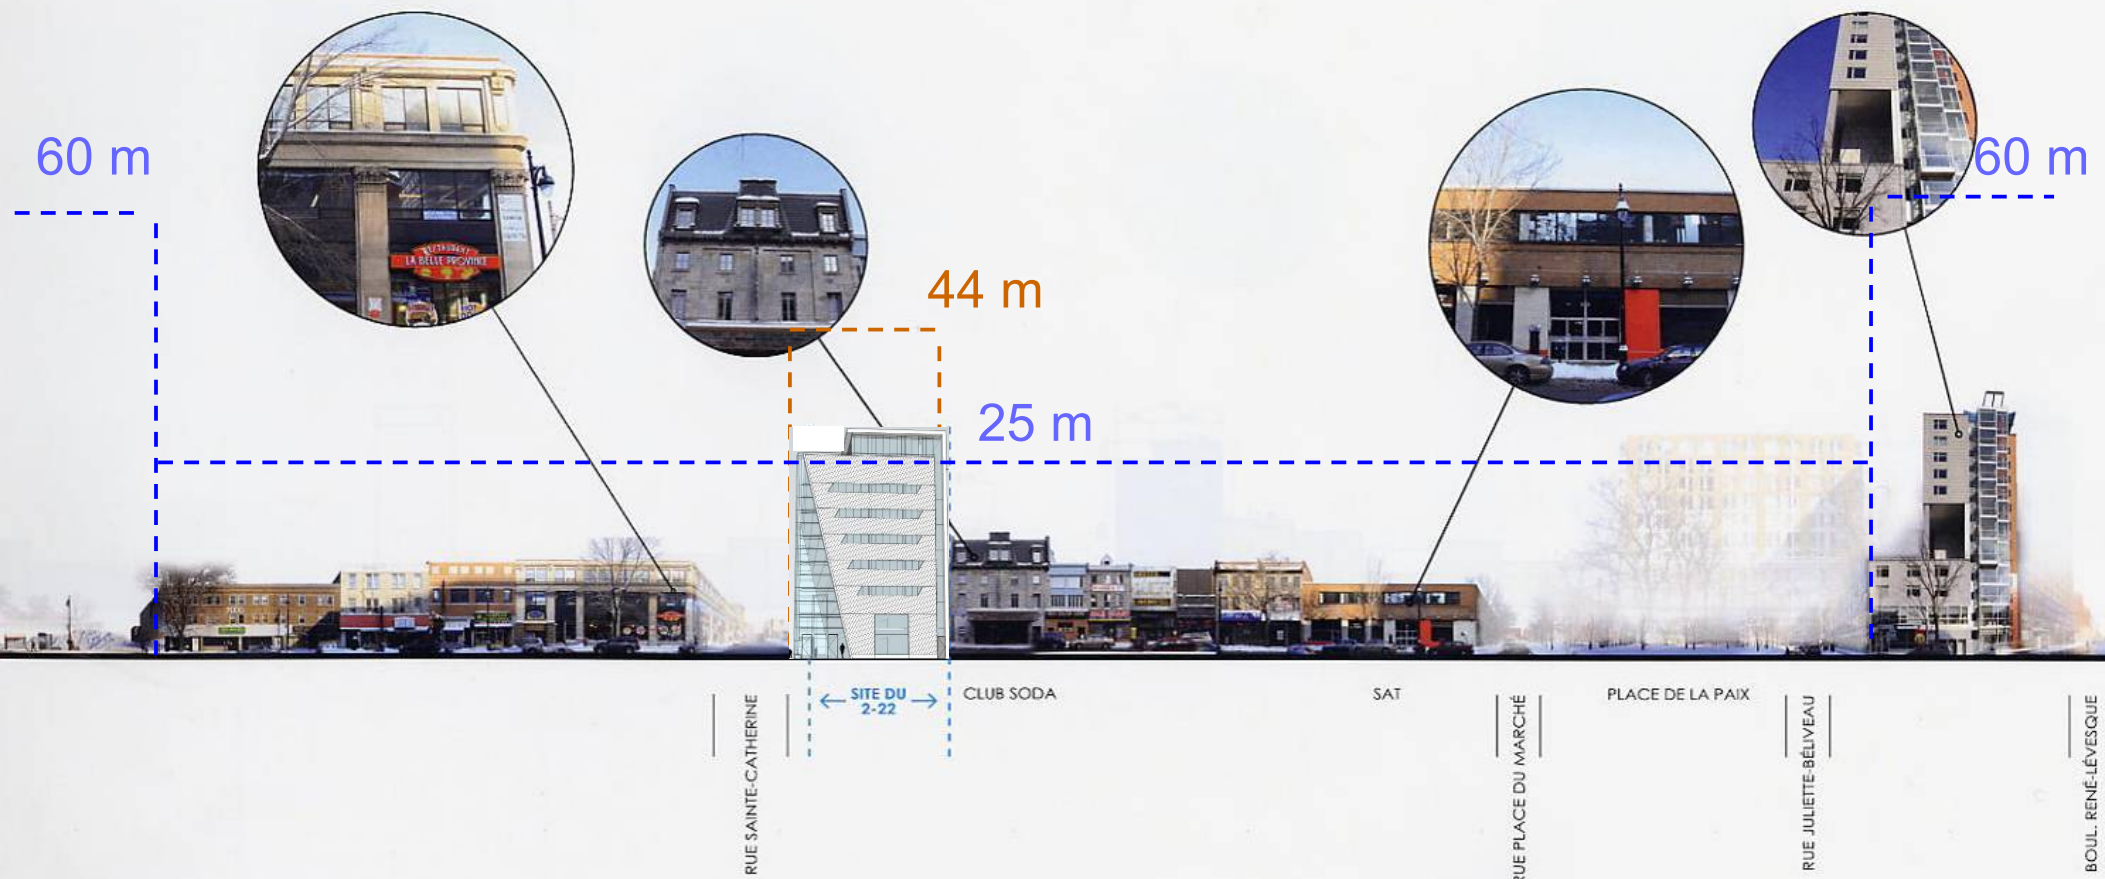 60 m
60 m
44 m
25 m
RESTAURANT
LA BELLE PROVINCE
SITE DU
2-22
CLUB SODA
SAT
PLACE DE LA PAIX
RUE SAINTE-CATHERINE
RUE PLACE DU MARCHÉ
RUE JULIETTE-BÉLIVEAU
BOUL. RENÉ-LÉVESQUE